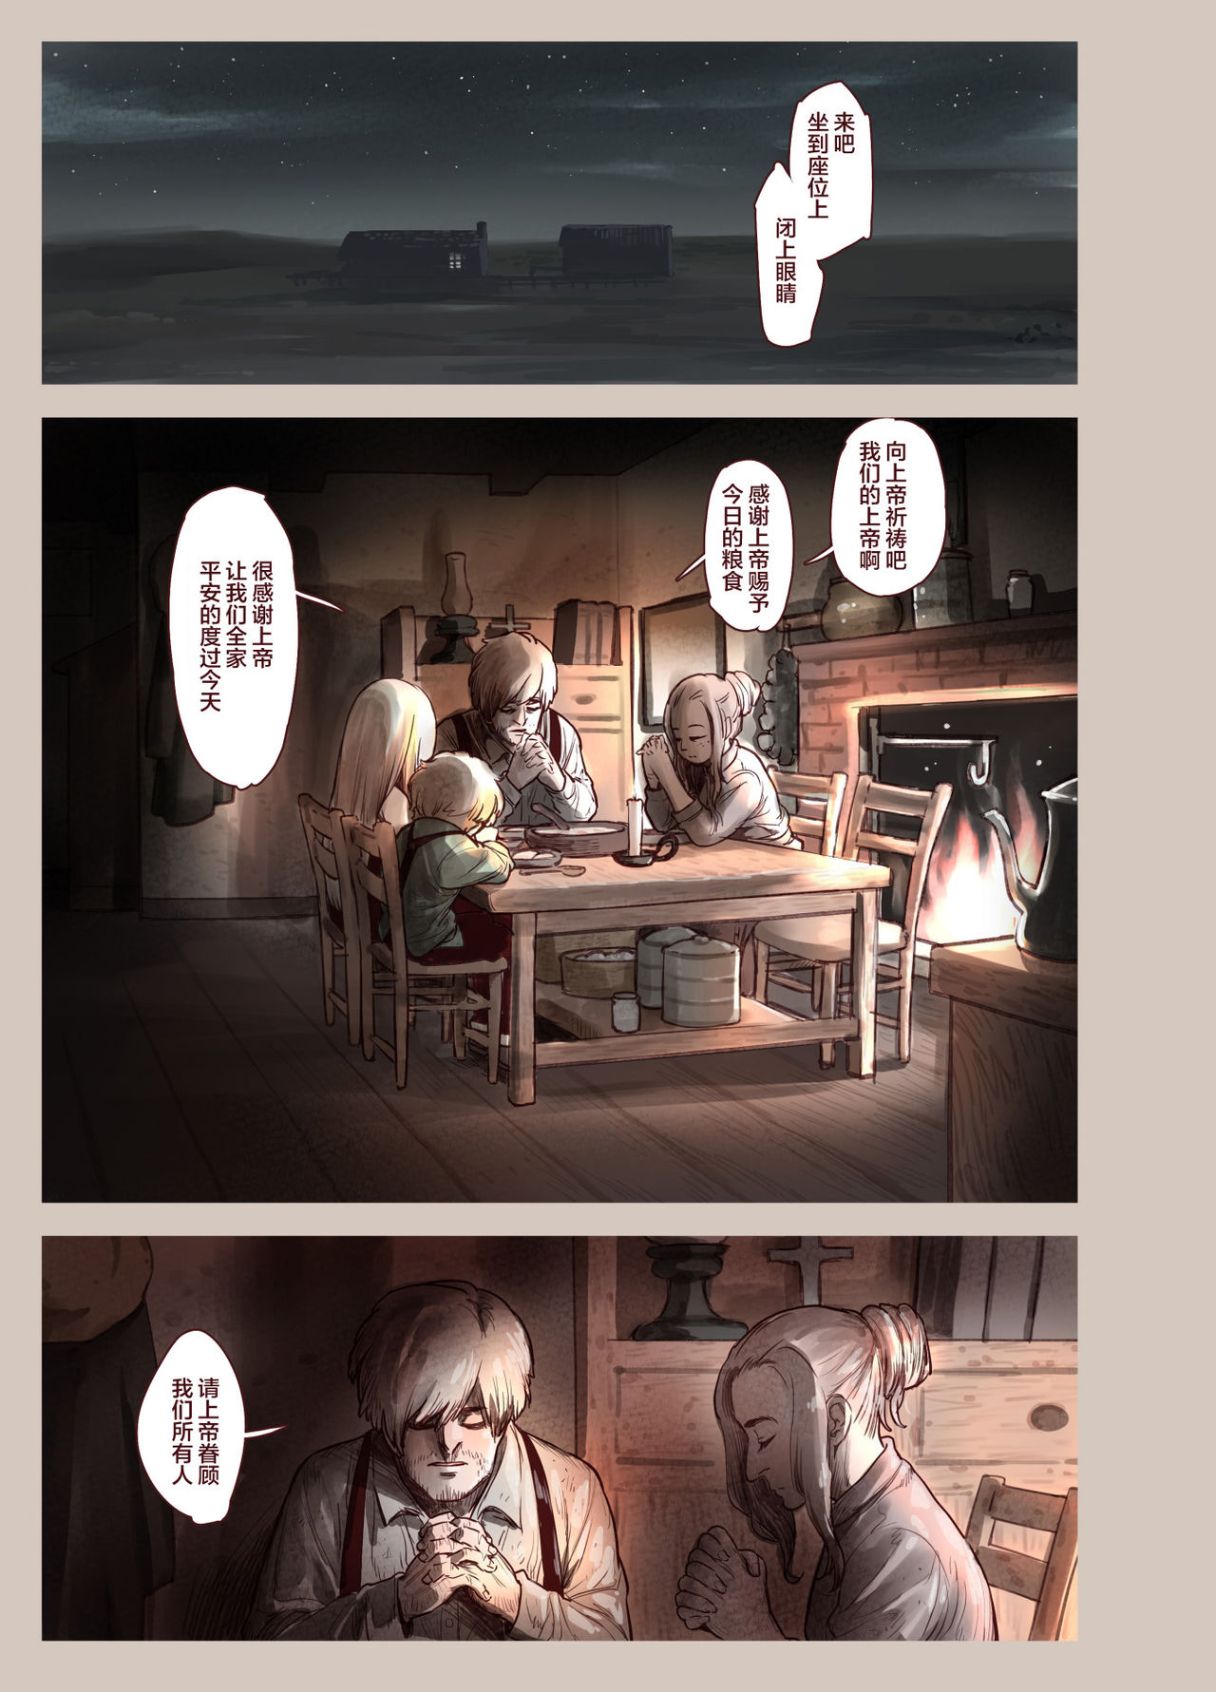 来吧
坐到座位上
闭上眼睛
向上帝祈祷吧
我们的上帝啊
感谢上帝赐予
今日的粮食
很感谢上帝
让我们全家
平安的度过今天
请上帝眷顾
我们所有人